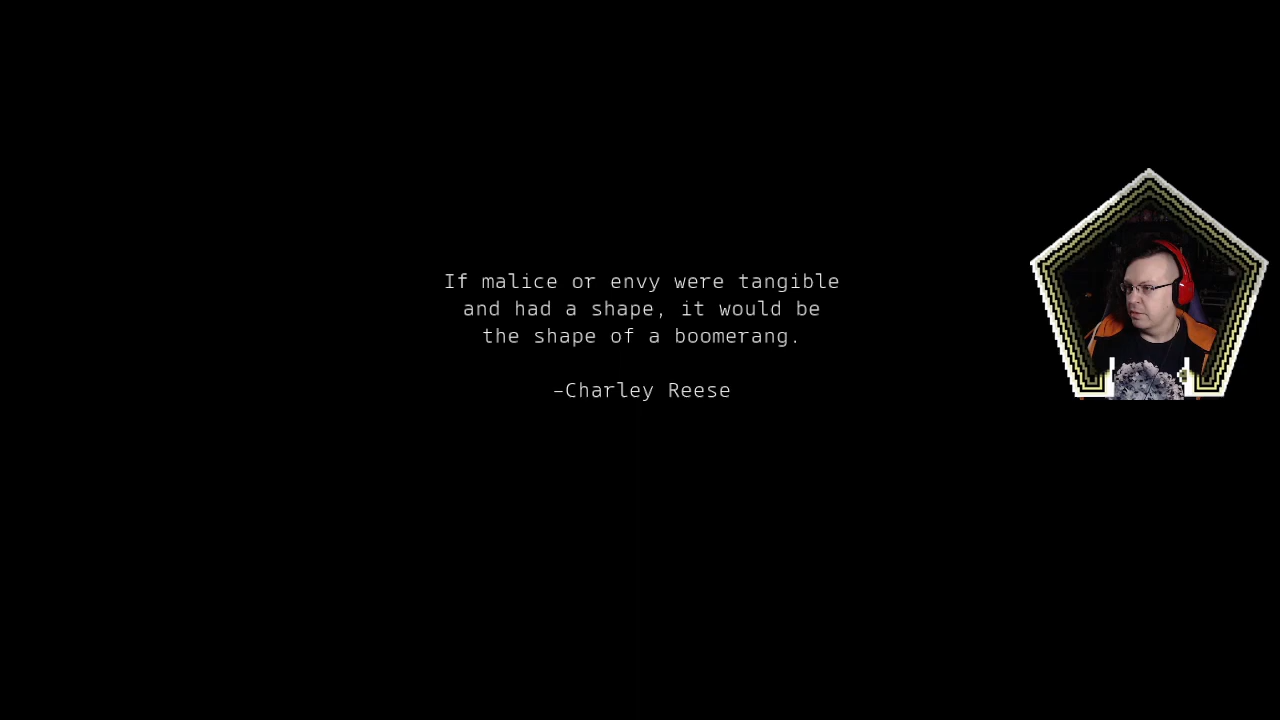 If malice or envy were tangible
and had a shape, it would be
the shape of a boomerang.
–Charley Reese